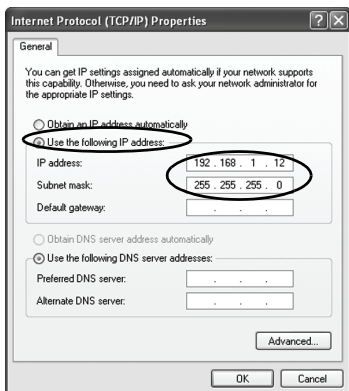 Internet Protocol (TCP/IP) Properties
General
You can get IP settings assigned automatically if your network supports
this capability. Otherwise, you need to ask your network administrator for
the appropriate IP settings.
Obtain an IP address automatically
Use the following IP address:
IP address: 192 . 168 . 1 . 12
Subnet mask: 255 . 255 . 255 . 0
Default gateway: . . .
Obtain DNS server address automatically
Use the following DNS server addresses:
Preferred DNS server: . . .
Alternate DNS server: . . .
Advanced...
OK Cancel